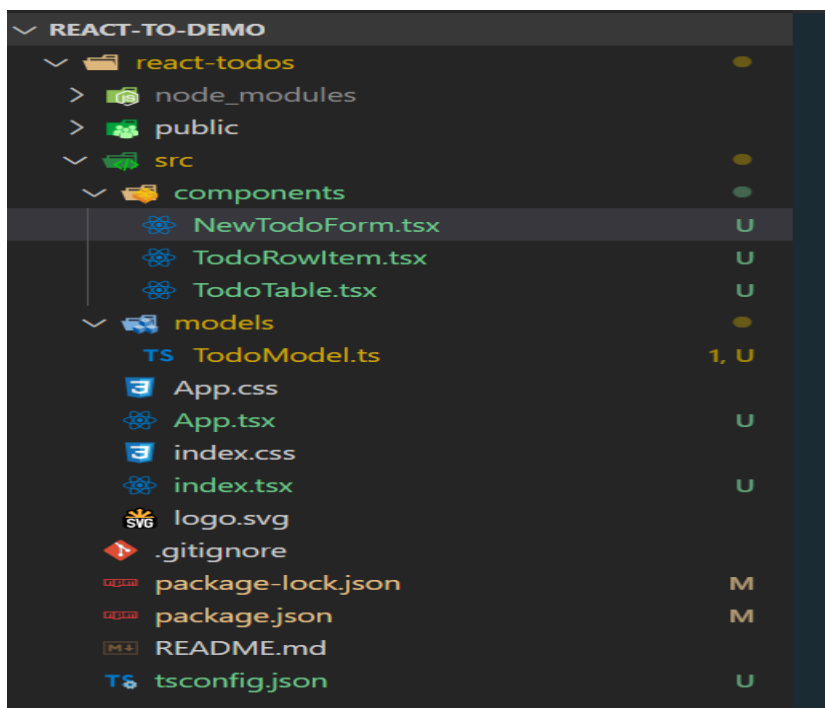 REACT-TO-DEMO
react-todos
JS node_modules
public
src
components
NewTodoForm.tsx U
TodoRowItem.tsx U
TodoTable.tsx U
models
TS TodoModel.ts 1, U
App.css
App.tsx U
index.css
index.tsx U
SVG logo.svg
.gitignore
package-lock.json M
package.json M
M README.md
TS tsconfig.json U